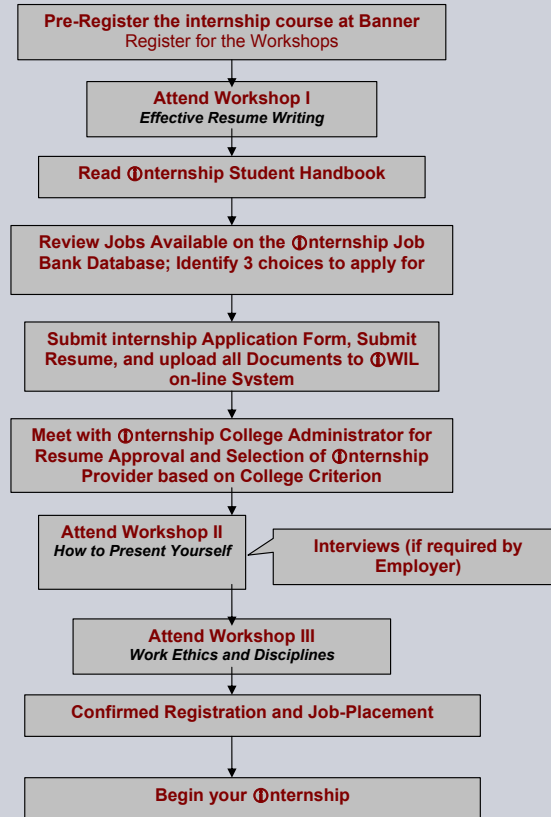 Pre-Register the internship course at Banner
Register for the Workshops
Attend Workshop I
Effective Resume Writing
Read Internship Student Handbook
Review Jobs Available on the Internship Job
Bank Database; Identify 3 choices to apply for
Submit internship Application Form, Submit
Resume, and upload all Documents to iWIL
on-line System
Meet with Internship College Administrator for
Resume Approval and Selection of Internship
Provider based on College Criterion
Attend Workshop II
How to Present Yourself
Interviews (if required by
Employer)
Attend Workshop III
Work Ethics and Disciplines
Confirmed Registration and Job-Placement
Begin your Internship